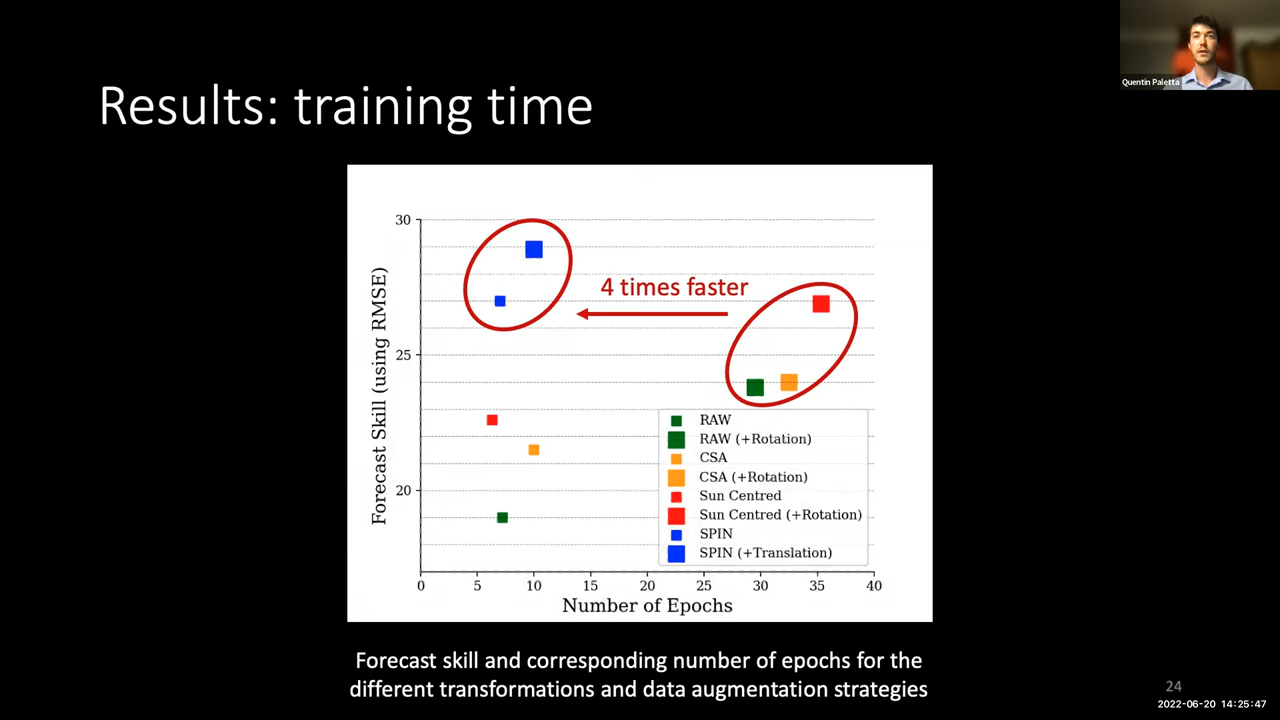 Quentin Paletta
Results: training time
30
25
20
Forecast Skill (using RMSE)
4 times faster
RAW
RAW (+Rotation)
CSA
CSA (+Rotation)
Sun Centred
Sun Centred (+Rotation)
SPIN
SPIN (+Translation)
0 5 10 15 20 25 30 35 40
Number of Epochs
Forecast skill and corresponding number of epochs for the
different transformations and data augmentation strategies
24
2022-06-20 14:25:47